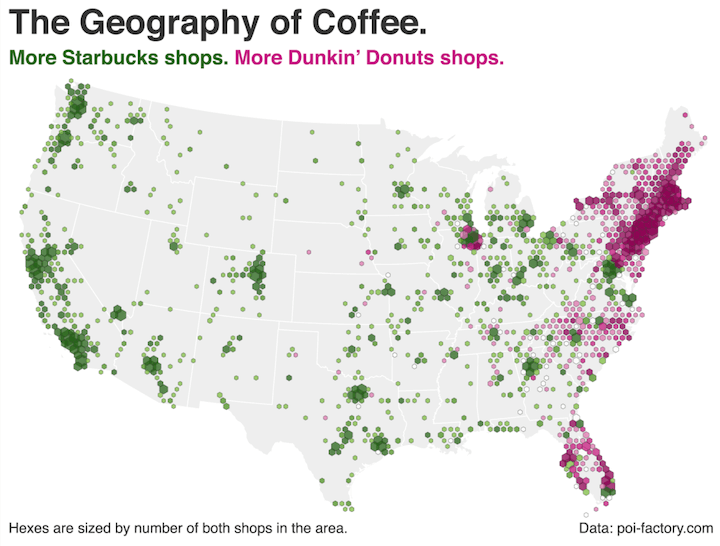 The Geography of Coffee.
More Starbucks shops. More Dunkin’ Donuts shops.
Hexes are sized by number of both shops in the area.
Data: poi-factory.com